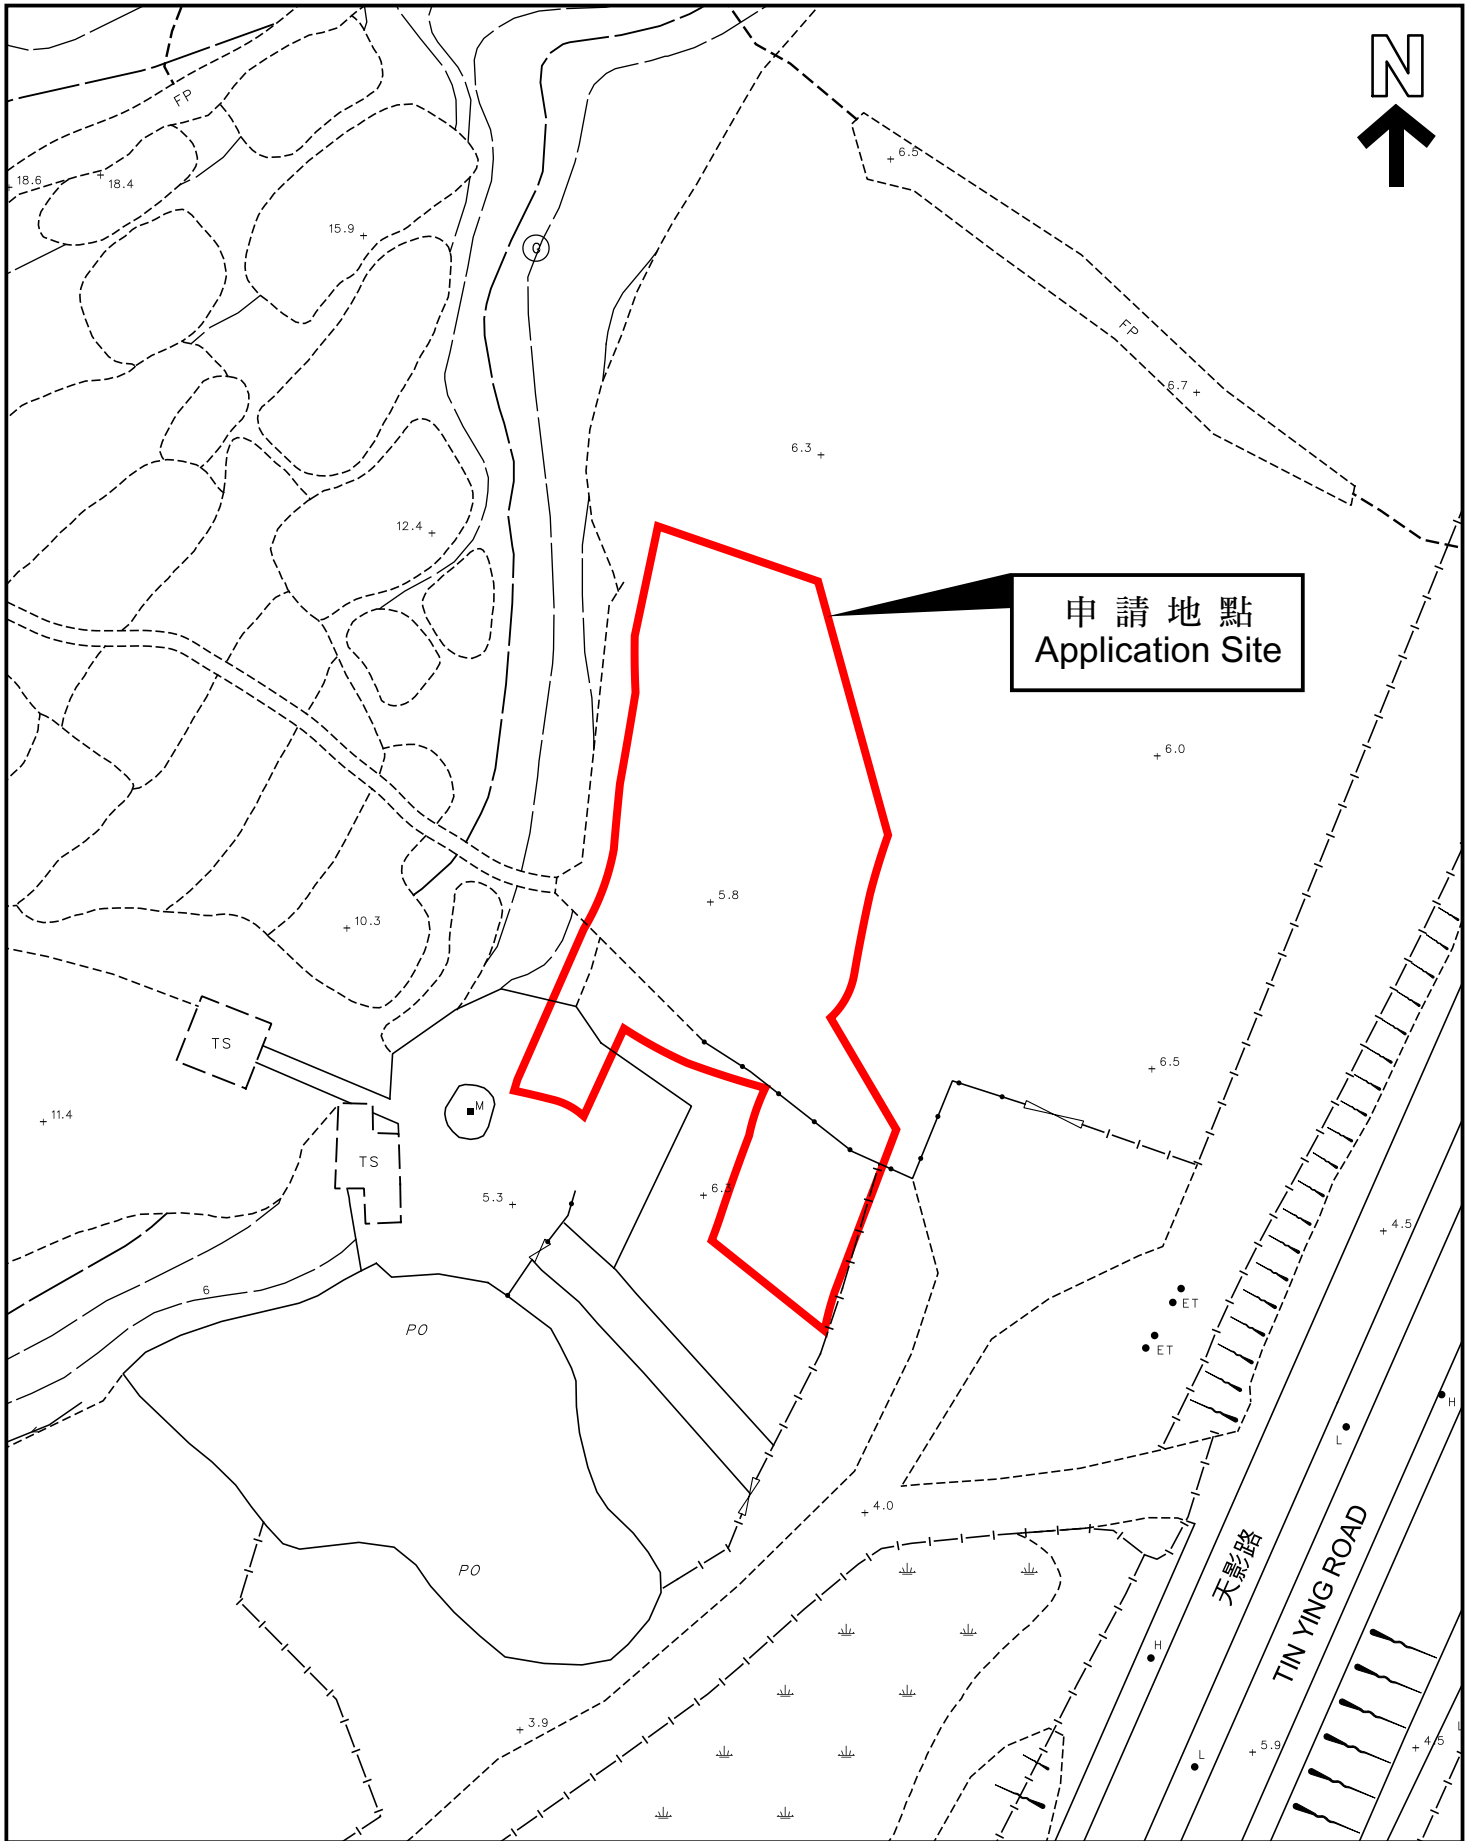 N
FP
18.6
18.4
6.5
15.9
G
FP
6.7
6.3
12.4
申請地點
Application Site
6.0
5.8
10.3
TS
6.5
11.4
M
TS
5.3
6.3
4.5
6
ET
PO
ET
H
L
4.0
PO
天影路
TIN YING ROAD
H
3.9
L
5.9
4.5